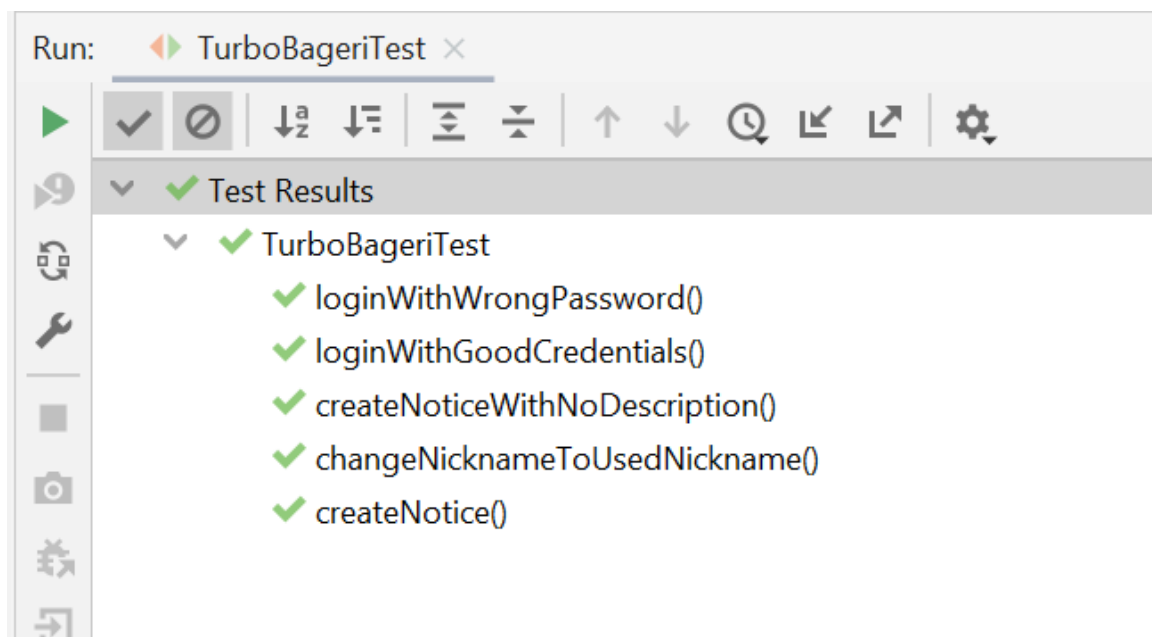 Run: TurboBageriTest
Test Results
TurboBageriTest
loginWithWrongPassword()
loginWithGoodCredentials()
createNoticeWithNoDescription()
changeNicknameToUsedNickname()
createNotice()